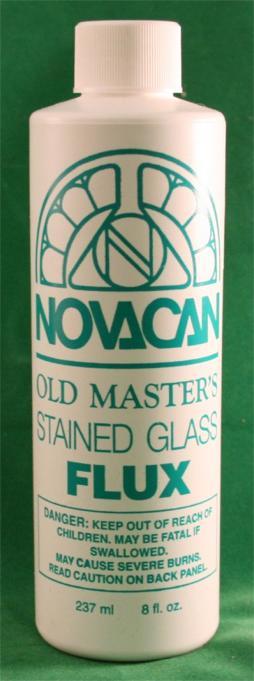 N
NOVACAN
OLD MASTER'S
STAINED GLASS
FLUX
DANGER: KEEP OUT OF REACH OF
CHILDREN. MAY BE FATAL IF
SWALLOWED.
MAY CAUSE SEVERE BURNS.
READ CAUTION ON BACK PANEL.
237 ml 8 fl. oz.